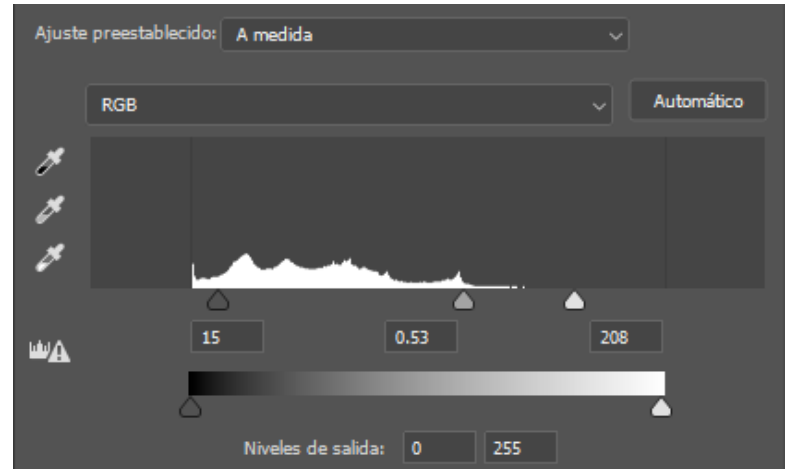 Ajuste preestablecido: A medida
RGB Automático
15 0.53 208
Niveles de salida: 0 255